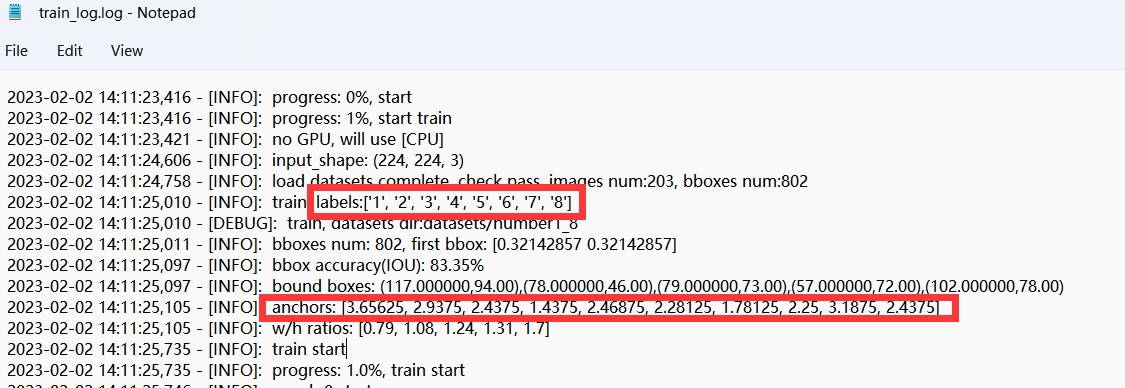 train_log.log - Notepad
File Edit View
2023-02-02 14:11:23,416 - [INFO]: progress: 0%, start
2023-02-02 14:11:23,416 - [INFO]: progress: 1%, start train
2023-02-02 14:11:23,421 - [INFO]: no GPU, will use [CPU]
2023-02-02 14:11:24,606 - [INFO]: input_shape: (224, 224, 3)
2023-02-02 14:11:24,758 - [INFO]: load datasets complete, check pass, images num:203, bboxes num:802
2023-02-02 14:11:25,010 - [INFO]: train, labels:['1', '2', '3', '4', '5', '6', '7', '8']
2023-02-02 14:11:25,010 - [DEBUG]: train, datasets dir:datasets/number1_8
2023-02-02 14:11:25,011 - [INFO]: bboxes num: 802, first bbox: [0.32142857 0.32142857]
2023-02-02 14:11:25,097 - [INFO]: bbox accuracy(IOU): 83.35%
2023-02-02 14:11:25,097 - [INFO]: bound boxes: (117.000000,94.00),(78.000000,46.00),(79.000000,73.00),(57.000000,72.00),(102.000000,78.00)
2023-02-02 14:11:25,105 - [INFO]: anchors: [3.65625, 2.9375, 2.4375, 1.4375, 2.46875, 2.28125, 1.78125, 2.25, 3.1875, 2.4375]
2023-02-02 14:11:25,105 - [INFO]: w/h ratios: [0.79, 1.08, 1.24, 1.31, 1.7]
2023-02-02 14:11:25,735 - [INFO]: train start
2023-02-02 14:11:25,735 - [INFO]: progress: 1.0%, train start